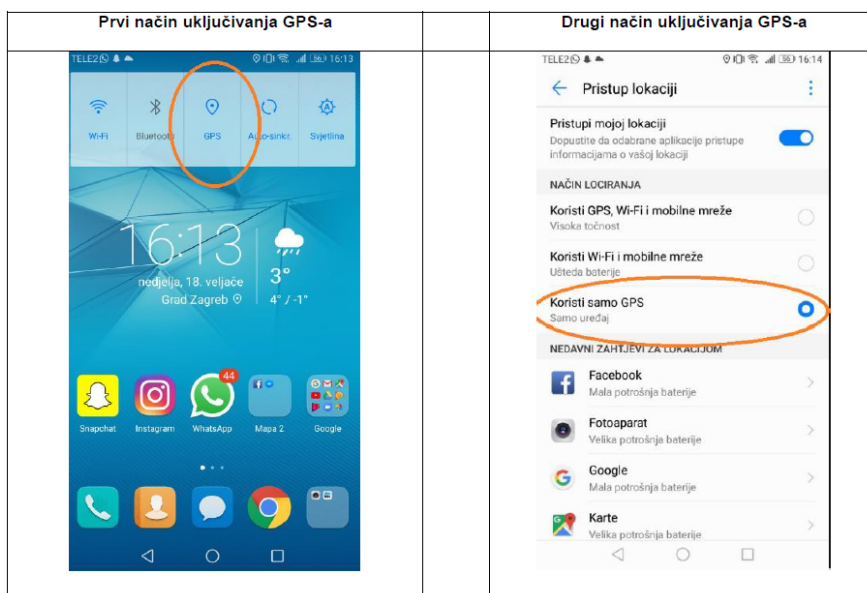 Prvi način uključivanja GPS-a
Drugi način uključivanja GPS-a
TELE2
16:13
Wi-Fi
Bluetooth
GPS
Auto-sinkr.
Svjetlina
16:13
nedjelja, 18. veljače
Grad Zagreb
3°
4° / -1°
44
Snapchat
Instagram
WhatsApp
Mapa 2
Google
TELE2
16:14
Pristup lokaciji
Pristupi mojoj lokaciji
Dopustite da odabrane aplikacije pristupe
informacijama o vašoj lokaciji
NAČIN LOCIRANJA
Koristi GPS, Wi-Fi i mobilne mreže
Visoka točnost
Koristi Wi-Fi i mobilne mreže
Ušteda baterije
Koristi samo GPS
Samo uređaj
NEDAVNI ZAHTJEVI ZA LOKACIJOM
Facebook
Mala potrošnja baterije
Fotoaparat
Velika potrošnja baterije
Google
Mala potrošnja baterije
Karte
Velika potrošnja baterije